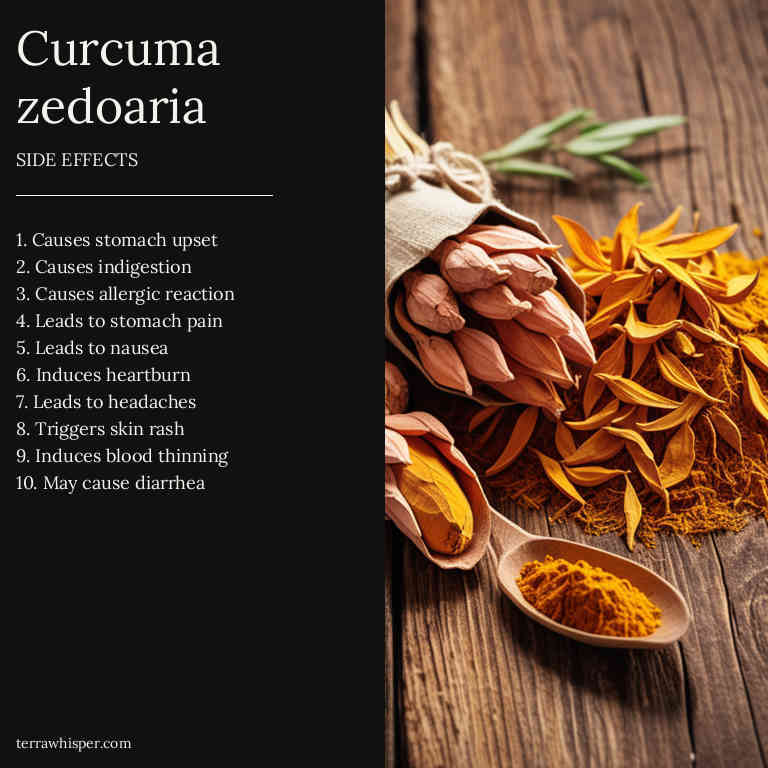 Curcuma
zedoaria
SIDE EFFECTS
1. Causes stomach upset
2. Causes indigestion
3. Causes allergic reaction
4. Leads to stomach pain
5. Leads to nausea
6. Induces heartburn
7. Leads to headaches
8. Triggers skin rash
9. Induces blood thinning
10. May cause diarrhea
terrawhisper.com